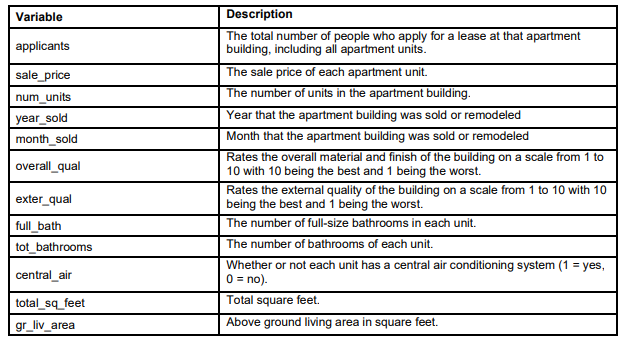 Variable Description
applicants The total number of people who apply for a lease at that apartment
building, including all apartment units.
sale_price The sale price of each apartment unit.
num_units The number of units in the apartment building.
year_sold Year that the apartment building was sold or remodeled
month_sold Month that the apartment building was sold or remodeled
overall_qual Rates the overall material and finish of the building on a scale from 1 to
10 with 10 being the best and 1 being the worst.
exter_qual Rates the external quality of the building on a scale from 1 to 10 with 10
being the best and 1 being the worst.
full_bath The number of full-size bathrooms in each unit.
tot_bathrooms The number of bathrooms of each unit.
central_air Whether or not each unit has a central air conditioning system (1 = yes,
0 = no).
total_sq_feet Total square feet.
gr_liv_area Above ground living area in square feet.